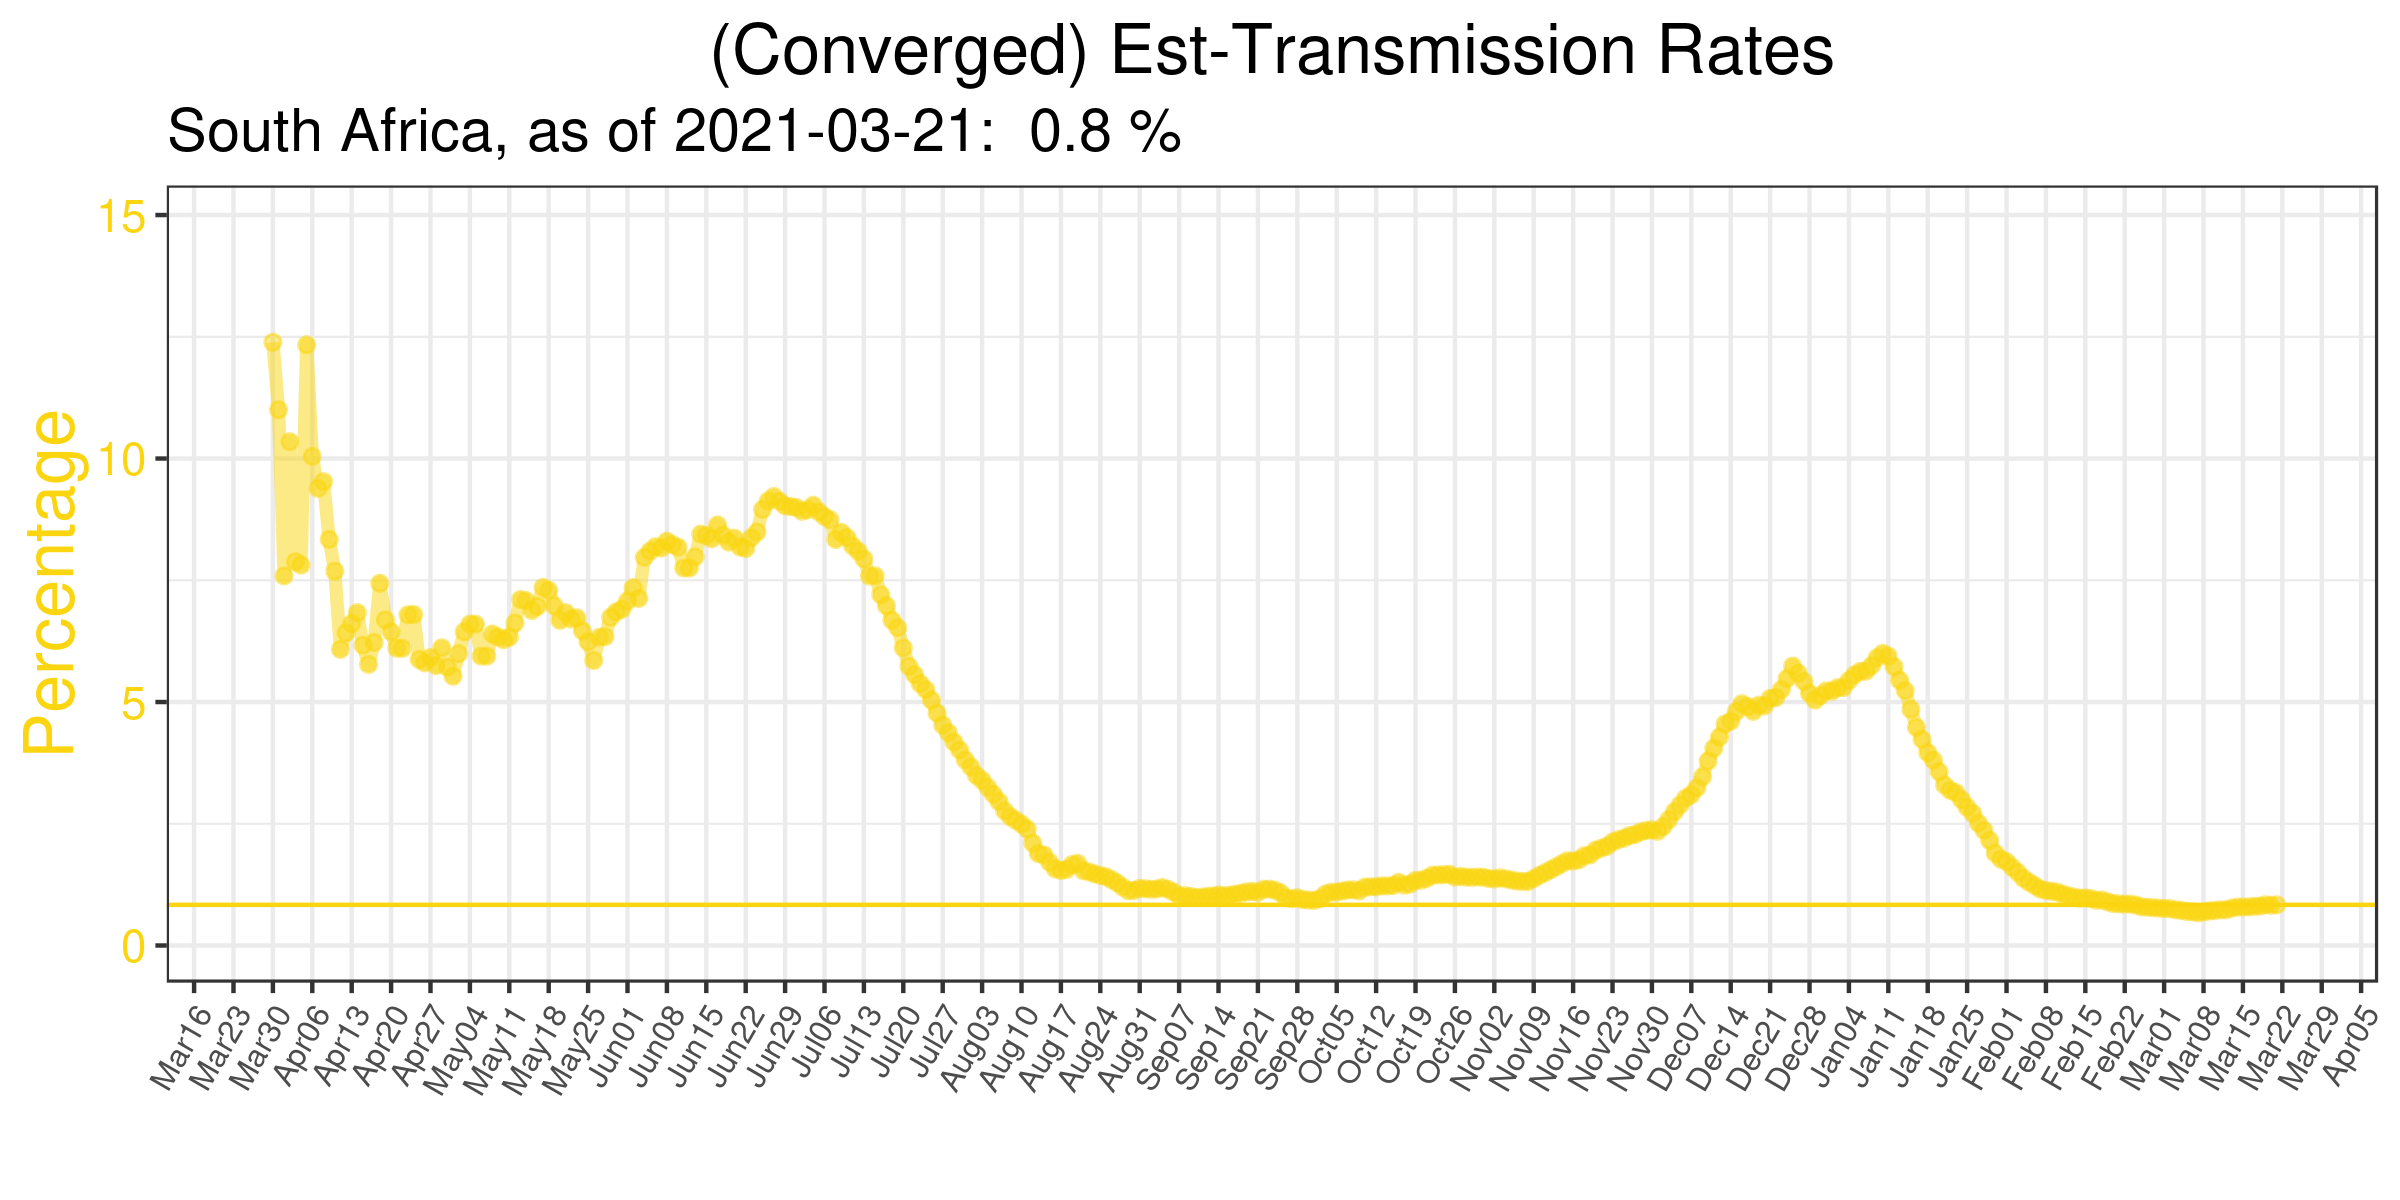 (Converged) Est-Transmission Rates
South Africa, as of 2021-03-21: 0.8 %
Percentage
15
10
5
0
Mar16
Mar23
Mar30
Apr06
Apr13
Apr20
Apr27
May04
May11
May18
May25
Jun01
Jun08
Jun15
Jun22
Jun29
Jul06
Jul13
Jul20
Jul27
Aug03
Aug10
Aug17
Aug24
Aug31
Sep07
Sep14
Sep21
Sep28
Oct05
Oct12
Oct19
Oct26
Nov02
Nov09
Nov16
Nov23
Nov30
Dec07
Dec14
Dec21
Dec28
Jan04
Jan11
Jan18
Jan25
Feb01
Feb08
Feb15
Feb22
Mar01
Mar08
Mar15
Mar22
Mar29
Apr05